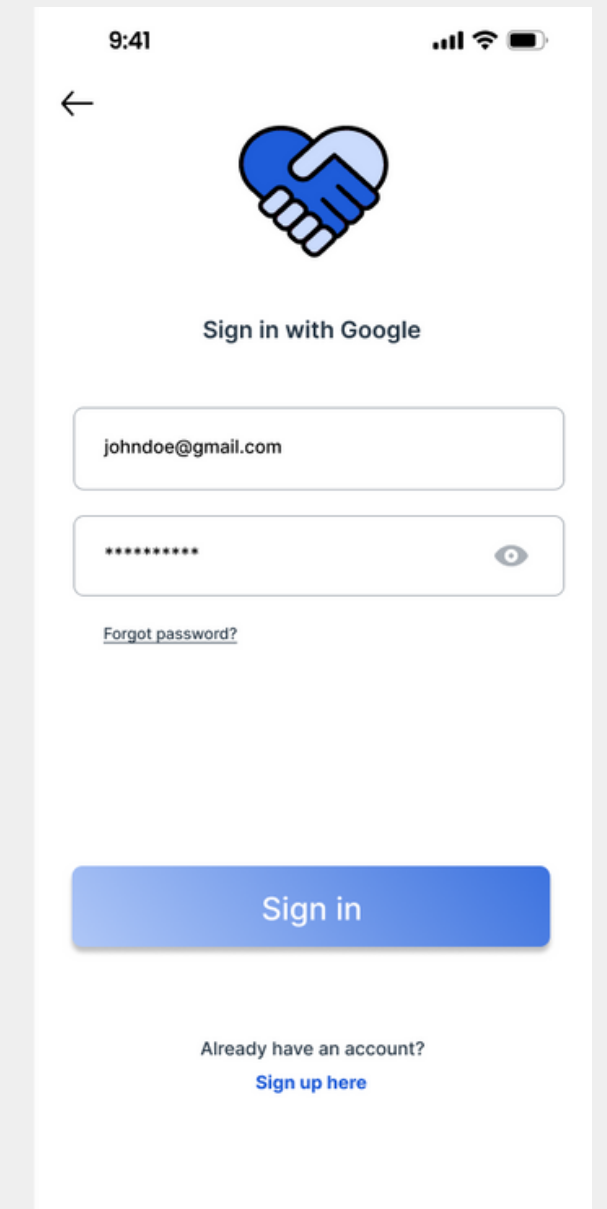 9:41
Sign in with Google
johndoe@gmail.com
**********
Forgot password?
Sign in
Already have an account?
Sign up here